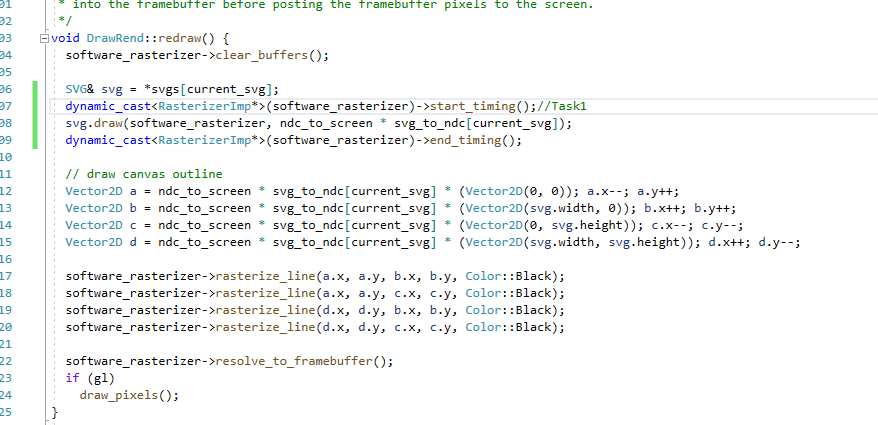 01 * into the framebuffer before posting the framebuffer pixels to the screen.
02 */
03 void DrawRend::redraw() {
04 software_rasterizer->clear_buffers();
05
06 SVG& svg = *svgs[current_svg];
07 dynamic_cast<RasterizerImp*>(software_rasterizer)->start_timing();//Task1
08 svg.draw(software_rasterizer, ndc_to_screen * svg_to_ndc[current_svg]);
09 dynamic_cast<RasterizerImp*>(software_rasterizer)->end_timing();
10
11 // draw canvas outline
12 Vector2D a = ndc_to_screen * svg_to_ndc[current_svg] * (Vector2D(0, 0)); a.x--; a.y++;
13 Vector2D b = ndc_to_screen * svg_to_ndc[current_svg] * (Vector2D(svg.width, 0)); b.x++; b.y++;
14 Vector2D c = ndc_to_screen * svg_to_ndc[current_svg] * (Vector2D(0, svg.height)); c.x--; c.y--;
15 Vector2D d = ndc_to_screen * svg_to_ndc[current_svg] * (Vector2D(svg.width, svg.height)); d.x++; d.y--;
16
17 software_rasterizer->rasterize_line(a.x, a.y, b.x, b.y, Color::Black);
18 software_rasterizer->rasterize_line(a.x, a.y, c.x, c.y, Color::Black);
19 software_rasterizer->rasterize_line(d.x, d.y, b.x, b.y, Color::Black);
20 software_rasterizer->rasterize_line(d.x, d.y, c.x, c.y, Color::Black);
21
22 software_rasterizer->resolve_to_framebuffer();
23 if (gl)
24 draw_pixels();
25 }